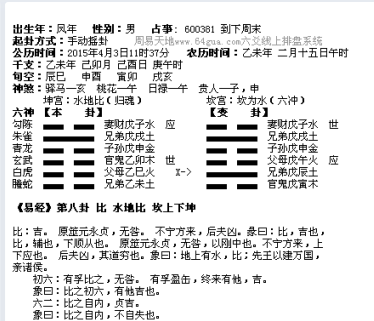 出生年：风年　性别：男　占事：600381 到下周末
起卦方式：手动摇卦　周易天地www.64gua.com六爻线上排盘系统
公历时间：2015年4月3日11时37分　农历时间：乙未年 二月十五日午时
干支：乙未年 己卯月 己酉日 庚午时
旬空：辰巳　申酉　寅卯　戌亥
神煞：驿马—亥 桃花—午 日禄—午 贵人—子，申
坤宫：水地比（归魂）　坎宫：坎为水（六冲）
六神【本　卦】　【变　卦】
勾陈　妻财戊子水 应　妻财戊子水 世
朱雀　兄弟戊戌土　兄弟戊戌土
青龙　子孙戊申金　子孙戊申金
玄武　官鬼乙卯木 世　父母戊午火 应
白虎　父母乙巳火 X->　兄弟戊辰土
腾蛇　兄弟乙未土　官鬼戊寅木
《易经》第八卦 比 水地比 坎上下坤
比：吉。 原筮元永贞，无咎。 不宁方来，后夫凶。彖曰：比，吉也，
比，辅也，下顺从也。 原筮元永贞，无咎，以刚中也。不宁方来，上
下应也。 后夫凶，其道穷也。象曰：地上有水，比；先王以建万国，
亲诸侯。
初六：有孚比之，无咎。 有孚盈缶，终来有他，吉。
象曰：比之初六，有他吉也。
六二：比之自内，贞吉。
象曰：比之自内，不自失也。